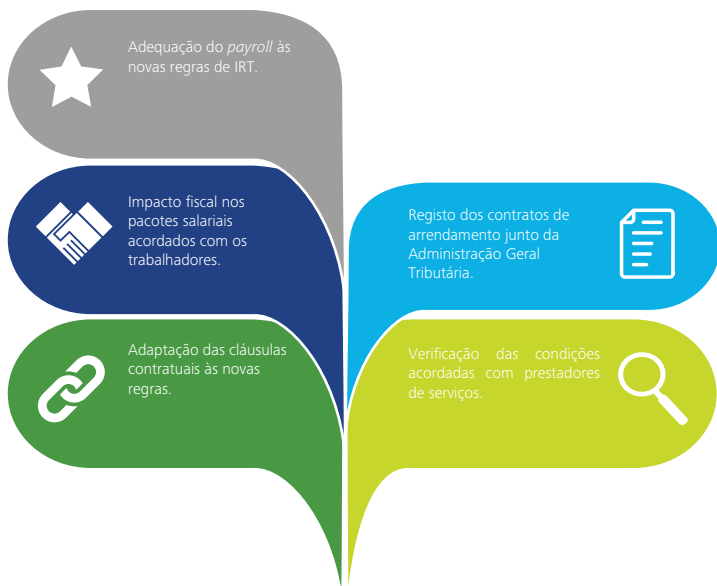 Adequação do payroll às
novas regras de IRT.
Impacto fiscal nos
pacotes salariais
acordados com os
trabalhadores.
Adaptação das cláusulas
contratuais às novas
regras.
Registo dos contratos de
arrendamento junto da
Administração Geral
Tributária.
Verificação das condições
acordadas com prestadores
de serviços.